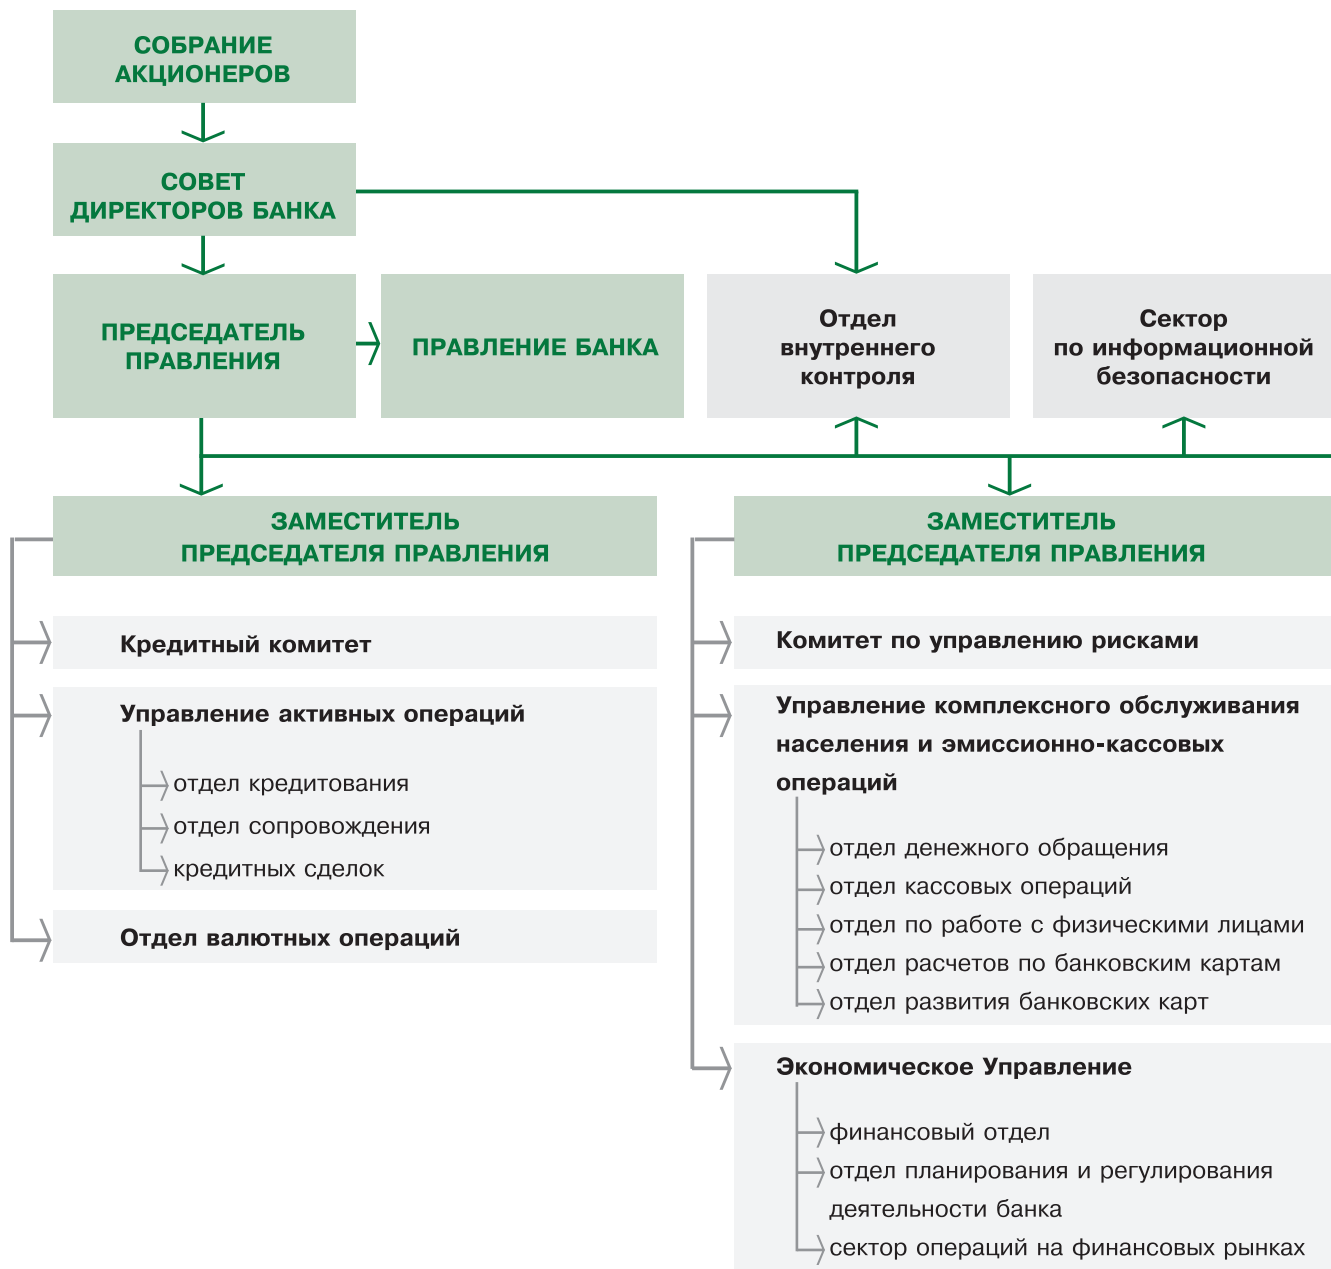 СОБРАНИЕ
АКЦИОНЕРОВ
СОВЕТ
ДИРЕКТОРОВ БАНКА
ПРЕДСЕДАТЕЛЬ
ПРАВЛЕНИЯ
ПРАВЛЕНИЕ БАНКА
Отдел
внутреннего
контроля
Сектор
по информационной
безопасности
ЗАМЕСТИТЕЛЬ
ПРЕДСЕДАТЕЛЯ ПРАВЛЕНИЯ
Кредитный комитет
Управление активных операций
отдел кредитования
отдел сопровождения
кредитных сделок
Отдел валютных операций
ЗАМЕСТИТЕЛЬ
ПРЕДСЕДАТЕЛЯ ПРАВЛЕНИЯ
Комитет по управлению рисками
Управление комплексного обслуживания
населения и эмиссионно-кассовых
операций
отдел денежного обращения
отдел кассовых операций
отдел по работе с физическими лицами
отдел расчетов по банковским картам
отдел развития банковских карт
Экономическое Управление
финансовый отдел
отдел планирования и регулирования
деятельности банка
сектор операций на финансовых рынках